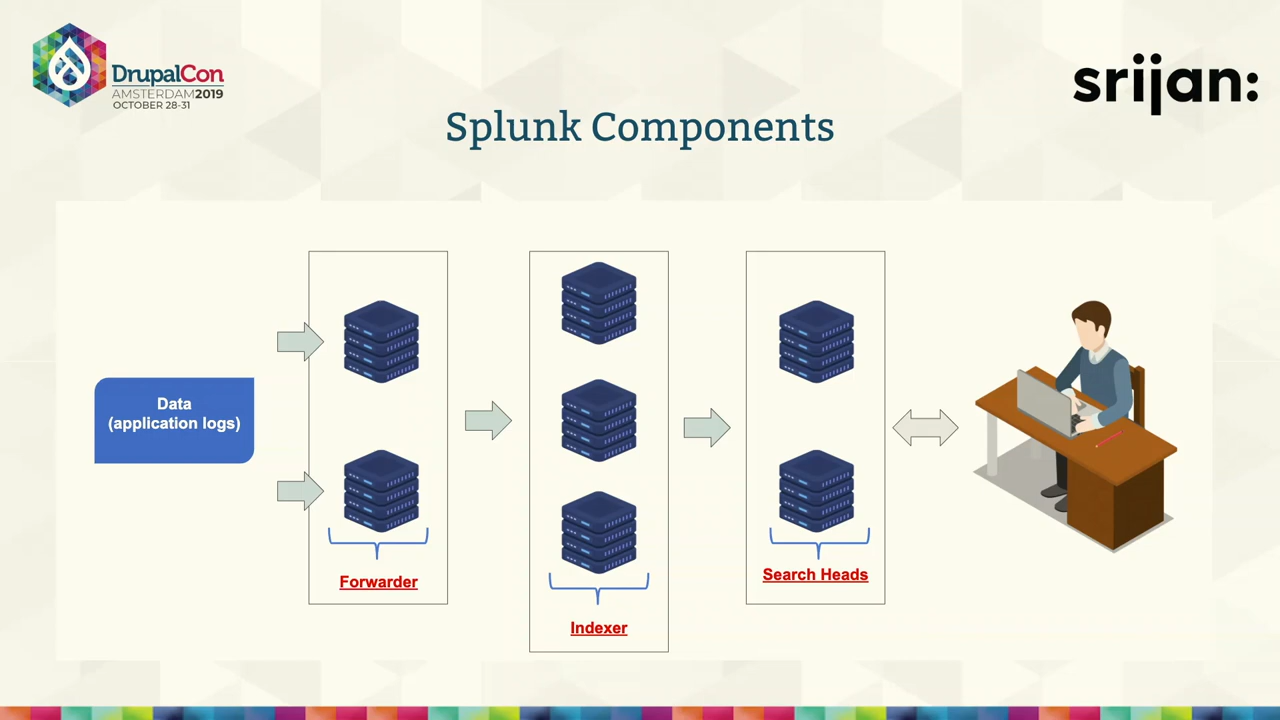 DrupalCon
AMSTERDAM2019
OCTOBER 28-31
srijan:
Splunk Components
Data
(application logs)
Forwarder
Indexer
Search Heads